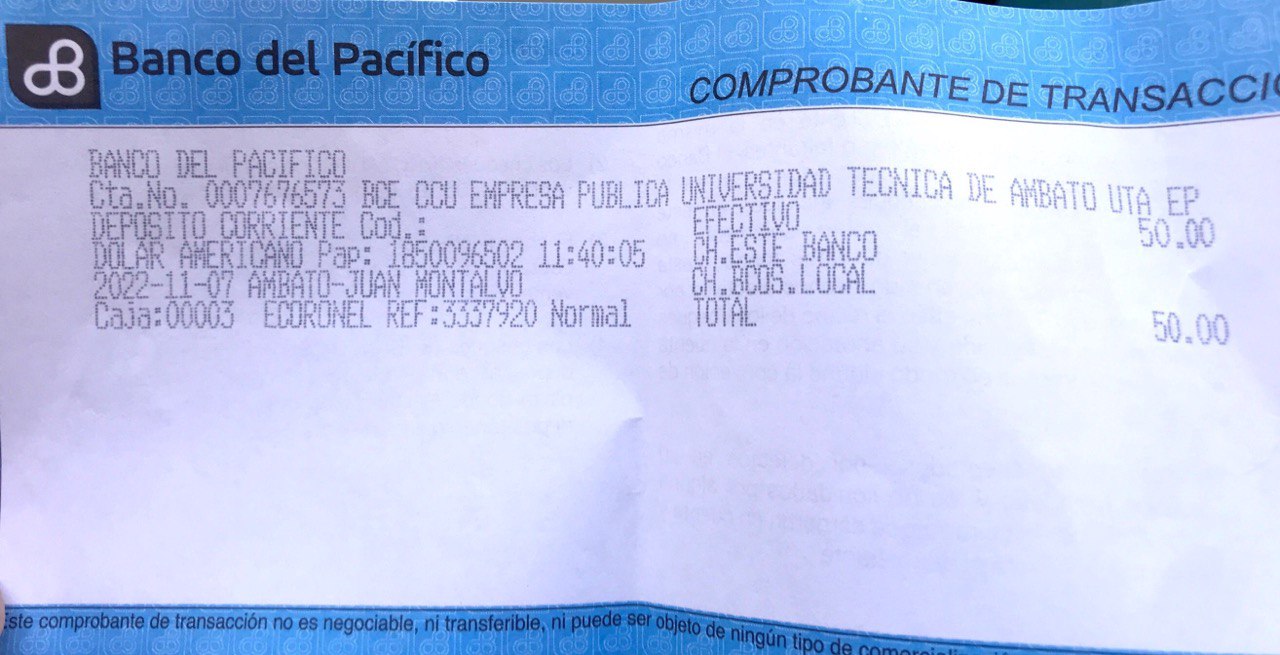 Banco del Pacífico
COMPROBANTE DE TRANSACCIÓ
BANCO DEL PACIFICO
Cta.No. 0007676573 BCE CCU EMPRESA PUBLICA UNIVERSIDAD TECNICA DE AMBATO UTA EP
DEPOSITO CORRIENTE Cod.: EFECTIVO 50.00
DOLAR AMERICANO Pap: 1850096502 11:40:05 CH.ESTE BANCO
2022-11-07 AMBATO-JUAN MONTALVO CH.BCOS.LOCAL
Caja:00003 ECORONEL REF:3337920 Normal TOTAL 50.00
Este comprobante de transacción no es negociable, ni transferible, ni puede ser objeto de ningún tipo de